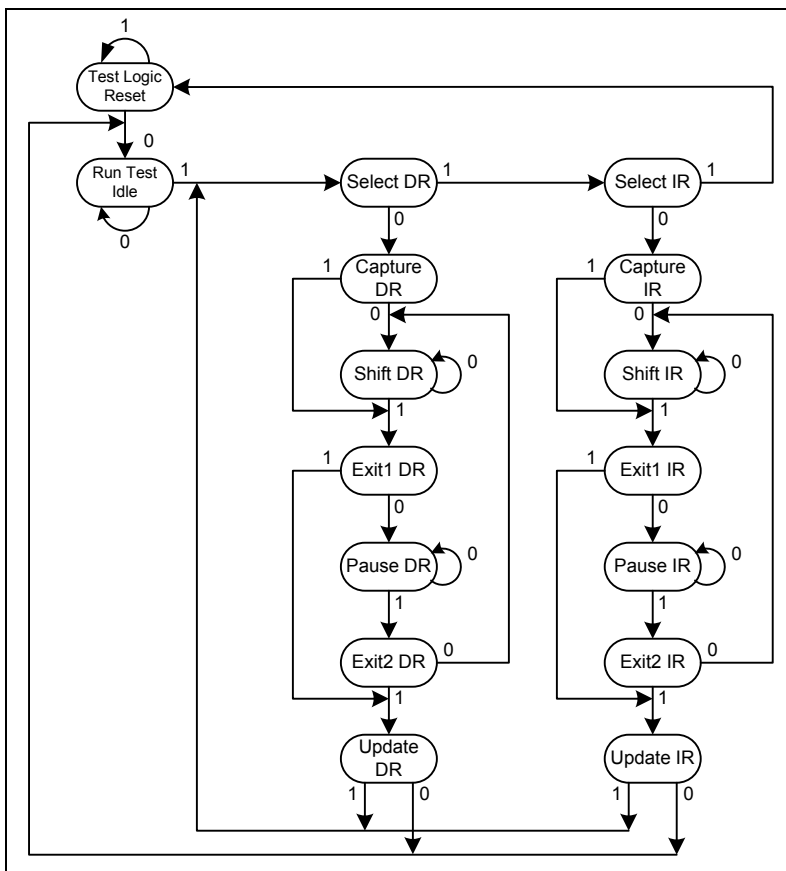 1
Test Logic
Reset
0
Run Test
Idle
1
0
Select DR
1
Select IR
1
0
0
1
Capture
DR
0
1
Capture
IR
0
Shift DR
0
Shift IR
0
1
1
1
Exit1 DR
1
Exit1 IR
0
0
Pause DR
0
Pause IR
0
1
1
Exit2 DR
0
Exit2 IR
0
1
1
Update
DR
Update IR
1
0
1
0